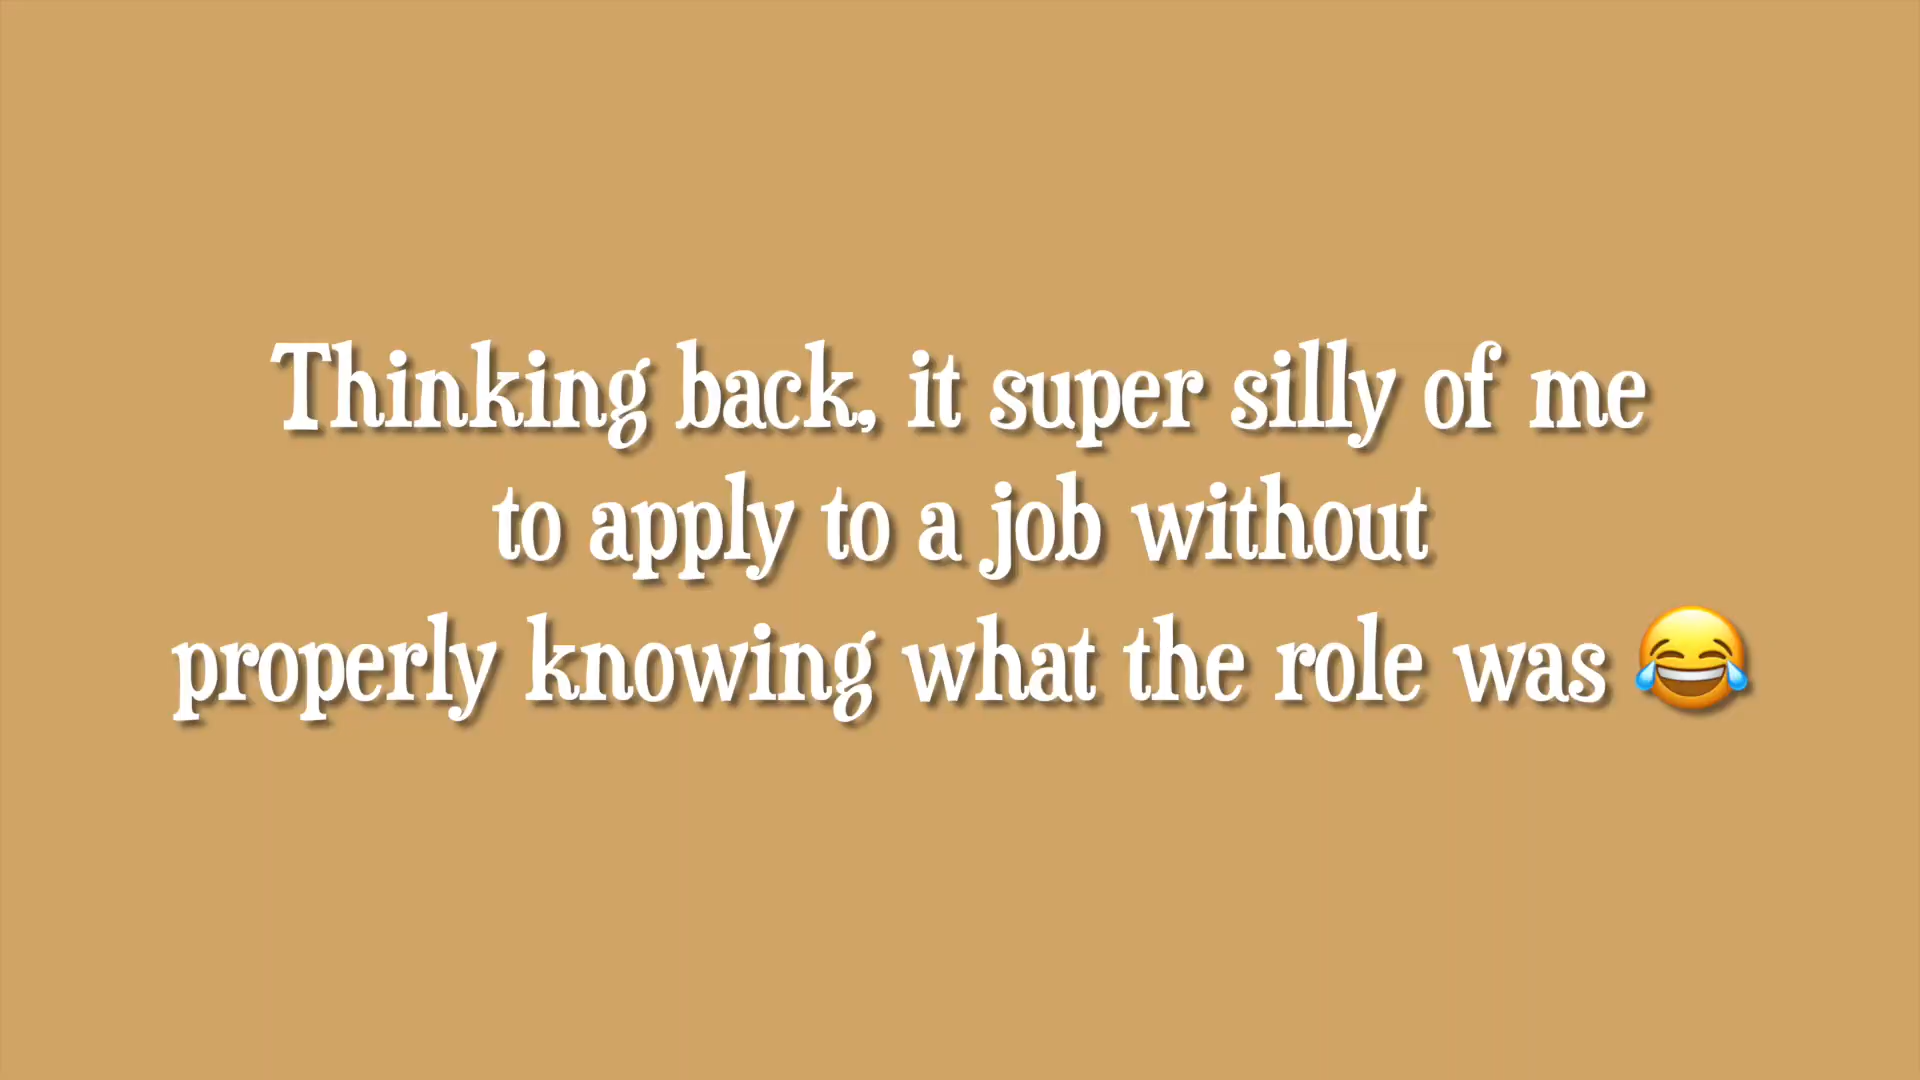 Thinking back, it super silly of me
to apply to a job without
properly knowing what the role was 😂